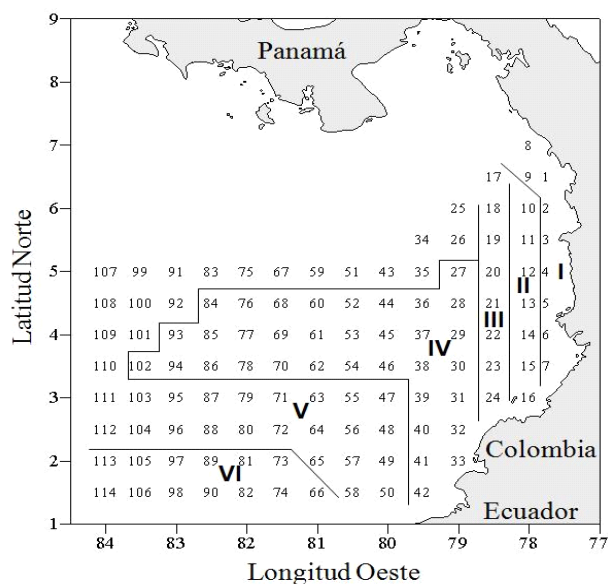 9
Panamá
8
7
8
17 9 1
6
25 18 10 2
34 26 19 11 3
5
107 99 91 83 75 67 59 51 43 35 27 20 12 4 I
II
108 100 92 84 76 68 60 52 44 36 28 21 13 5
III
4
109 101 93 85 77 69 61 53 45 37 29 22 14 6
IV
110 102 94 86 78 70 62 54 46 38 30 23 15 7
3
111 103 95 87 79 71 63 55 47 39 31 24 16
V
112 104 96 88 80 72 64 56 48 40 32
Colombia
2
113 105 97 89 81 73 65 57 49 41 33
VI
114 106 98 90 82 74 66 58 50 42
Ecuador
1
84 83 82 81 80 79 78 77
Longitud Oeste
Latitud Norte